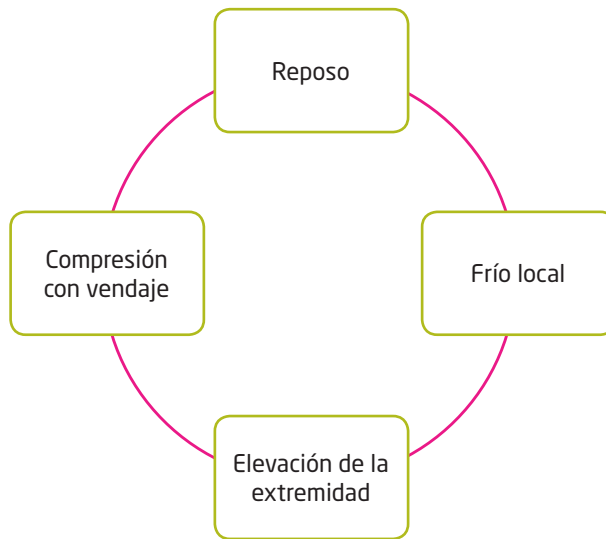 Reposo
Compresión
con vendaje
Frío local
Elevación de la
extremidad